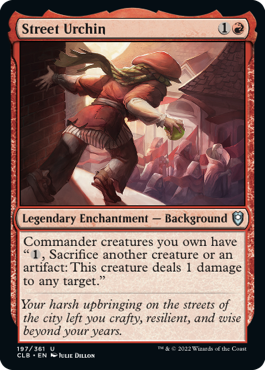 Street Urchin 1
Legendary Enchantment — Background
Commander creatures you own have
“1, Sacrifice another creature or an
artifact: This creature deals 1 damage
to any target.”
Your harsh upbringing on the streets of
the city left you crafty, resilient, and wise
beyond your years.
197/361 U
CLB • EN JULIE DILLON
™ & © 2022 Wizards of the Coast